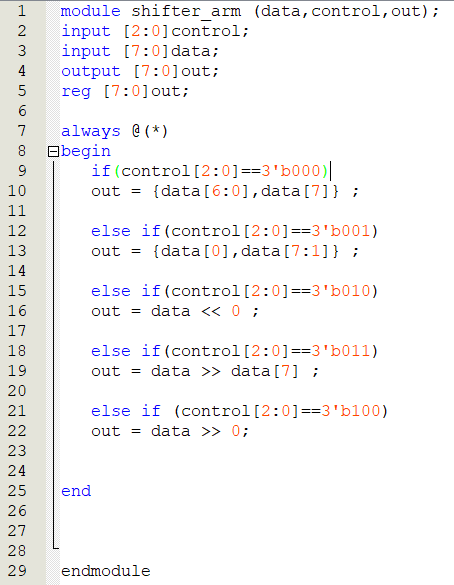 1 module shifter_arm (data,control,out);
2 input [2:0]control;
3 input [7:0]data;
4 output [7:0]out;
5 reg [7:0]out;
6
7 always @(*)
8 begin
9 if(control[2:0]==3'b000)
10 out = {data[6:0],data[7]} ;
11
12 else if(control[2:0]==3'b001)
13 out = {data[0],data[7:1]} ;
14
15 else if(control[2:0]==3'b010)
16 out = data << 0 ;
17
18 else if(control[2:0]==3'b011)
19 out = data >> data[7] ;
20
21 else if (control[2:0]==3'b100)
22 out = data >> 0;
23
24
25 end
26
27
28
29 endmodule